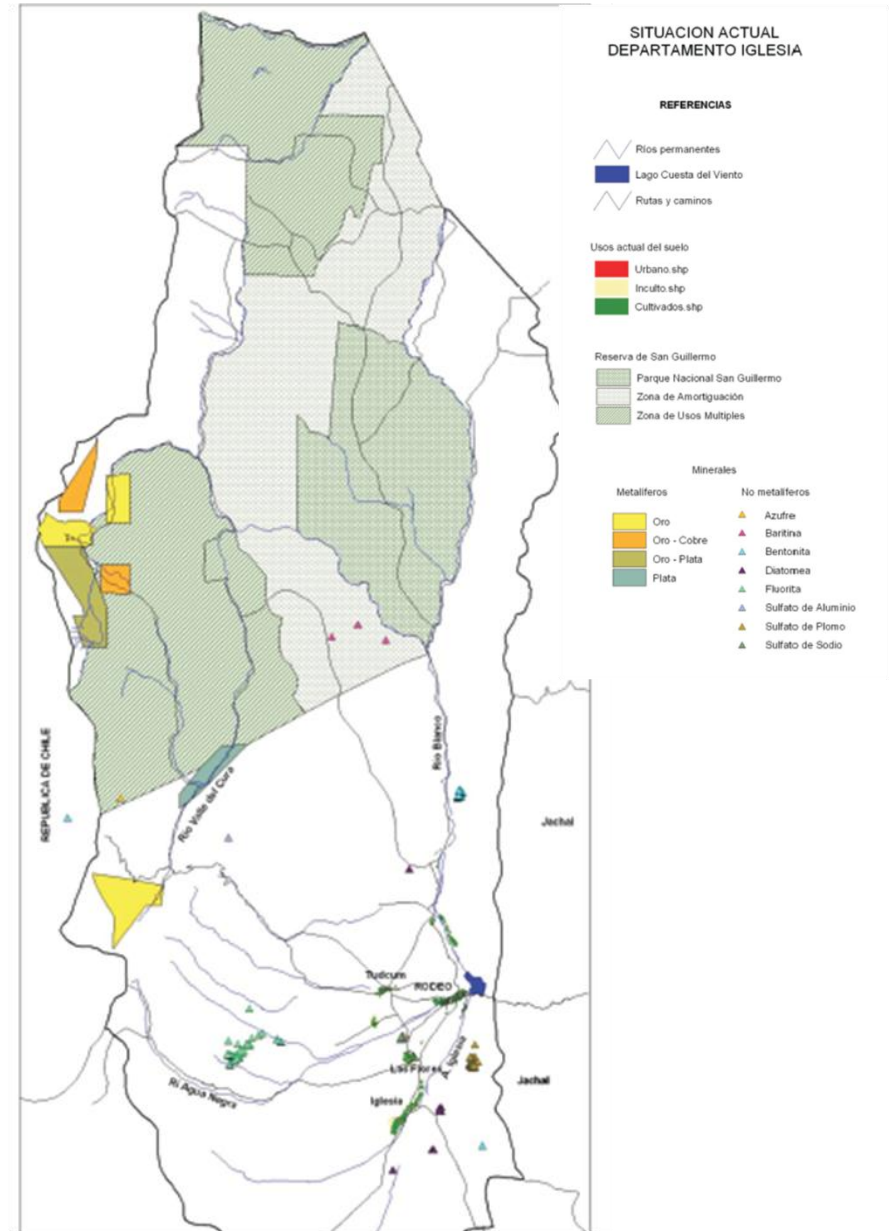 SITUACION ACTUAL
DEPARTAMENTO IGLESIA
REFERENCIAS
Ríos permanentes
Lago Cuesta del Viento
Rutas y caminos
Usos actual del suelo
Urbano.shp
Inculto.shp
Cultivados.shp
Reserva de San Guillermo
Parque Nacional San Guillermo
Zona de Amortiguación
Zona de Usos Multiples
Minerales
Metalíferos
No metalíferos
Oro
Oro - Cobre
Oro - Plata
Plata
Azufre
Baritina
Bentonita
Diatomea
Fluorita
Sulfato de Aluminio
Sulfato de Plomo
Sulfato de Sodio
REPUBLICA DE CHILE
Rio Valle del Cura
Rio Blanco
Jachal
Tudcum
RODEO
Las Flores
A. Iglesia
Jachal
Ri Agua Negra
Iglesia